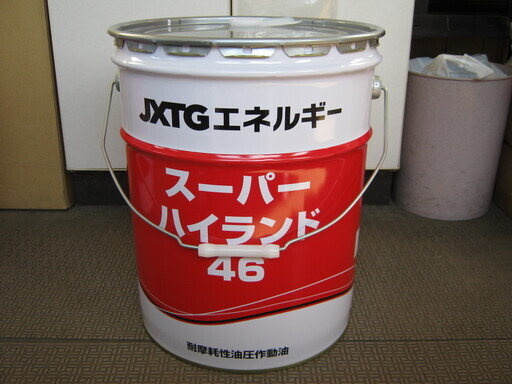 JXTGエネルギー
スーパー
ハイランド
46
耐摩耗性油圧作動油